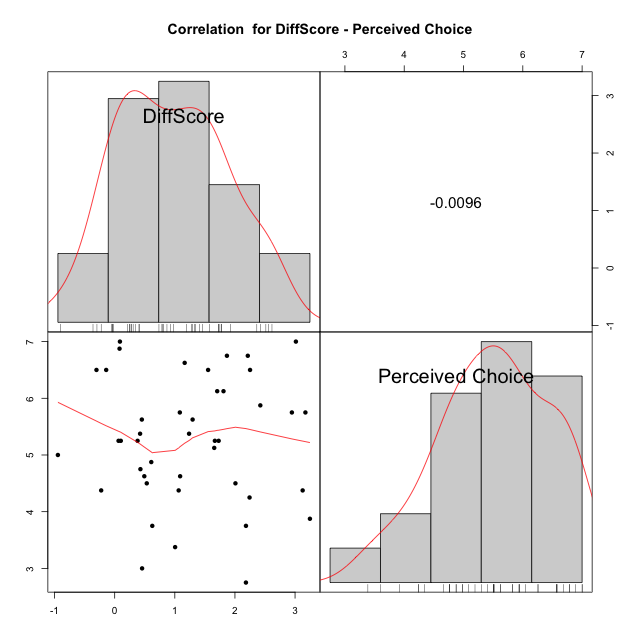 Correlation  for DiffScore - Perceived Choice
3 4 5 6 7
DiffScore
-0.0096
3
2
1
0
-1
7
6
5
4
3
Perceived Choice
-1 0 1 2 3